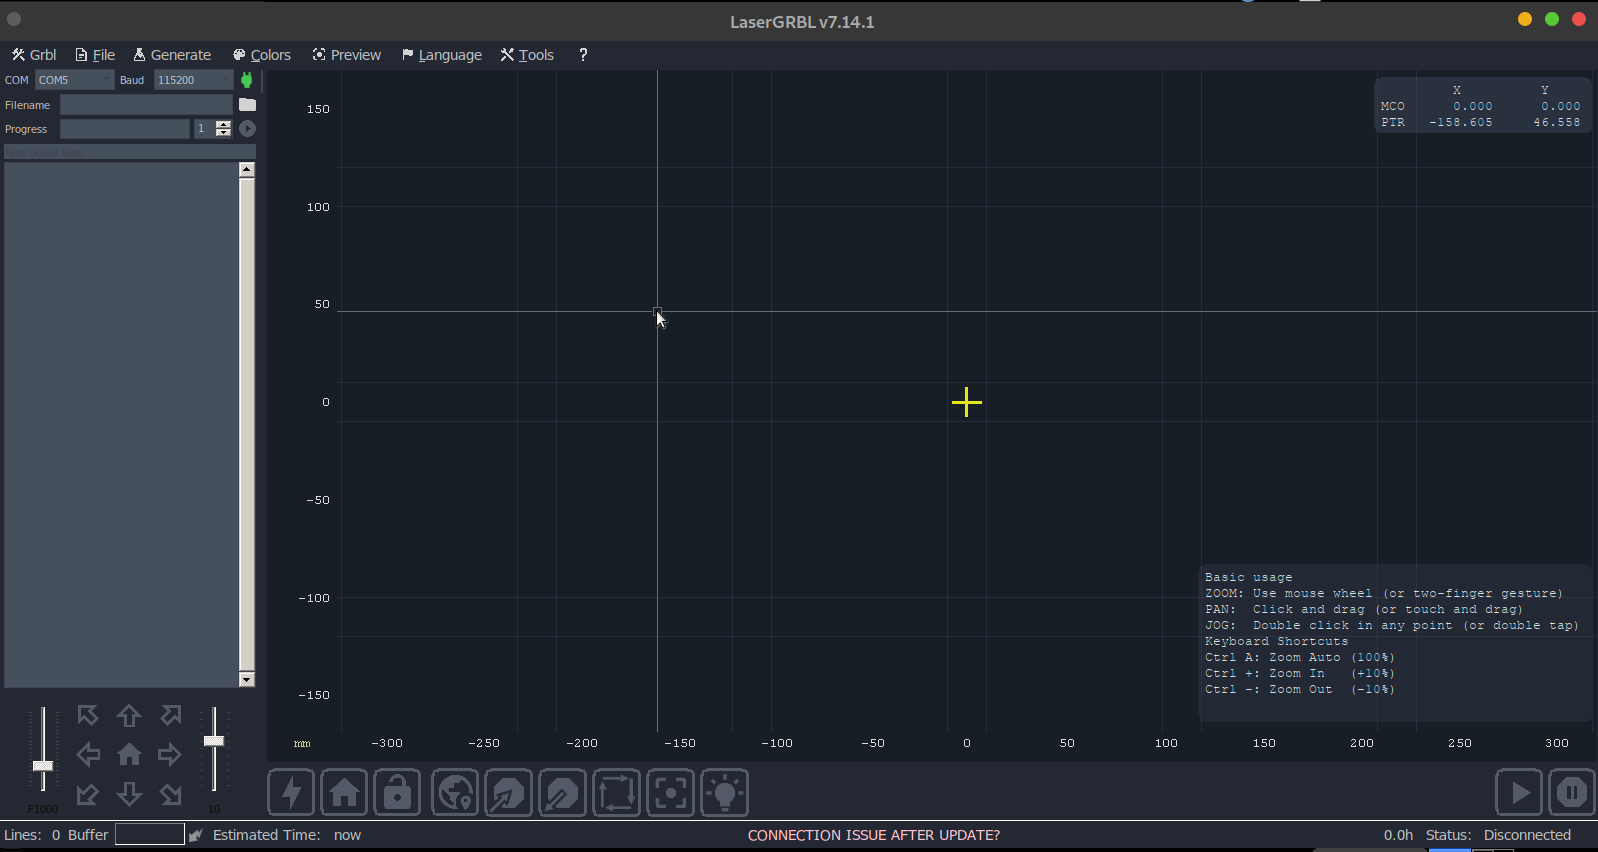 LaserGRBL v7.14.1
Grbl File Generate Colors Preview Language Tools ?
COM COM5 Baud 115200
Filename
Progress 1
type gcode here
X Y
MCO 0.000 0.000
PTR -158.605 46.558
150
100
50
0
-50
-100
-150
Basic usage
ZOOM: Use mouse wheel (or two-finger gesture)
PAN: Click and drag (or touch and drag)
JOG: Double click in any point (or double tap)
Keyboard Shortcuts
Ctrl A: Zoom Auto (100%)
Ctrl +: Zoom In (+10%)
Ctrl -: Zoom Out (-10%)
mm -300 -250 -200 -150 -100 -50 0 50 100 150 200 250 300
F1000 10
Lines: 0 Buffer Estimated Time: now CONNECTION ISSUE AFTER UPDATE? 0.0h Status: Disconnected